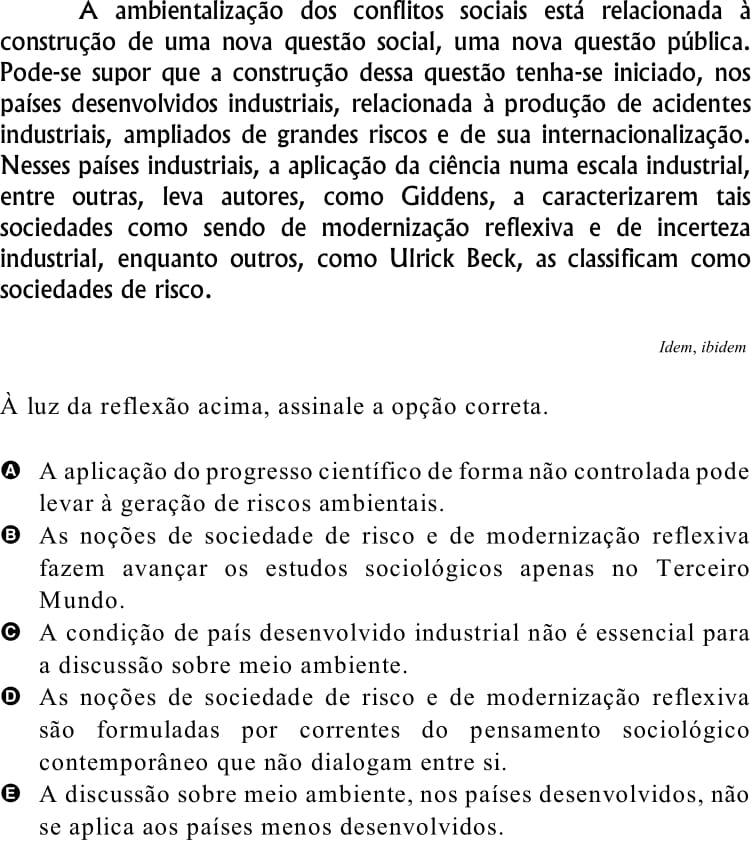 A ambientalização dos conflitos sociais está relacionada à
construção de uma nova questão social, uma nova questão pública.
Pode-se supor que a construção dessa questão tenha-se iniciado, nos
países desenvolvidos industriais, relacionada à produção de acidentes
industriais, ampliados de grandes riscos e de sua internacionalização.
Nesses países industriais, a aplicação da ciência numa escala industrial,
entre outras, leva autores, como Giddens, a caracterizarem tais
sociedades como sendo de modernização reflexiva e de incerteza
industrial, enquanto outros, como Ulrick Beck, as classificam como
sociedades de risco.
Idem, ibidem
À luz da reflexão acima, assinale a opção correta.
A A aplicação do progresso científico de forma não controlada pode
levar à geração de riscos ambientais.
B As noções de sociedade de risco e de modernização reflexiva
fazem avançar os estudos sociológicos apenas no Terceiro
Mundo.
C A condição de país desenvolvido industrial não é essencial para
a discussão sobre meio ambiente.
D As noções de sociedade de risco e de modernização reflexiva
são formuladas por correntes do pensamento sociológico
contemporâneo que não dialogam entre si.
E A discussão sobre meio ambiente, nos países desenvolvidos, não
se aplica aos países menos desenvolvidos.